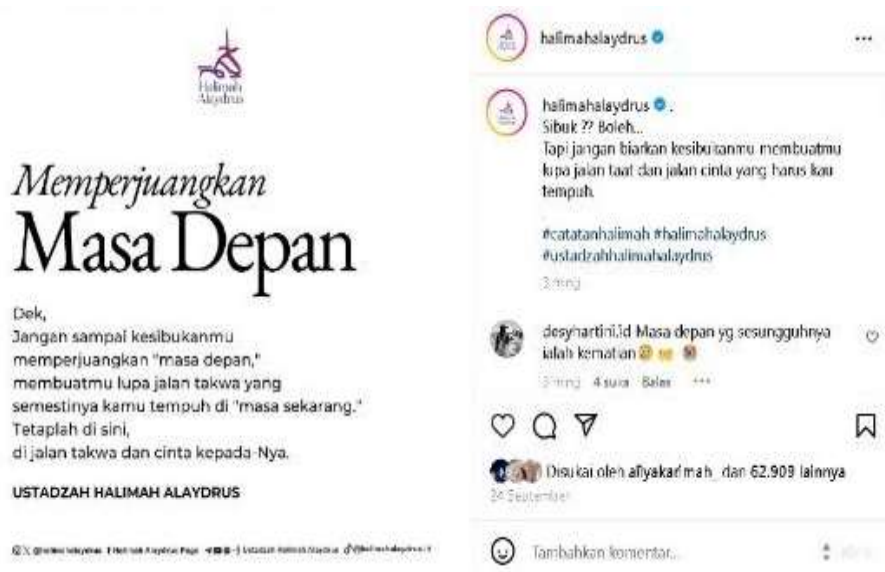 Halimah
Alaydrus
Memperjuangkan
Masa Depan
Dek,
Jangan sampai kesibukanmu
memperjuangkan "masa depan,"
membuatmu lupa jalan takwa yang
semestinya kamu tempuh di "masa sekarang."
Tetaplah di sini,
di jalan takwa dan cinta kepada-Nya.
USTADZAH HALIMAH ALAYDRUS
halimahalaydrus
halimahalaydrus .
Sibuk ?? Boleh...
Tapi jangan biarkan kesibukanmu membuatmu
lupa jalan taat dan jalan cinta yang harus kau
tempuh.
#catatanhalimah #halimahalaydrus
#ustadzahhalimahalaydrus
3 mng
desyhartini.id Masa depan yg sesungguhnya
ialah kematian
3 mng 4 suka Balas
Disukai oleh dan 62.909 lainnya
24 September
Tambahkan komentar...